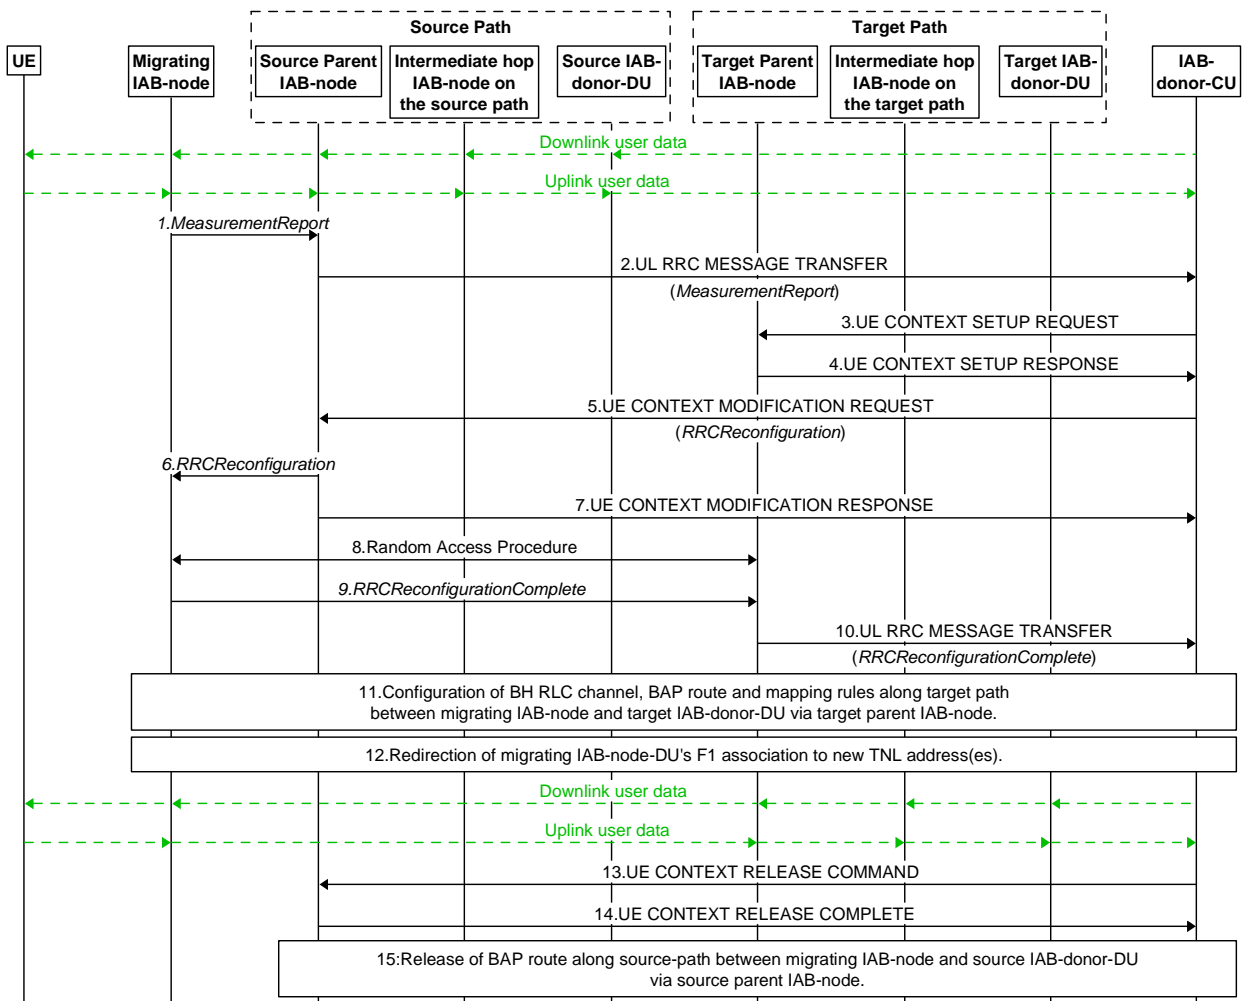 Source Path
Target Path
UE
Migrating
IAB-node
Source Parent
IAB-node
Intermediate hop
IAB-node on
the source path
Source IAB-
donor-DU
Target Parent
IAB-node
Intermediate hop
IAB-node on
the target path
Target IAB-
donor-DU
IAB-
donor-CU
Downlink user data
Uplink user data
1.MeasurementReport
2.UL RRC MESSAGE TRANSFER
(MeasurementReport)
3.UE CONTEXT SETUP REQUEST
4.UE CONTEXT SETUP RESPONSE
5.UE CONTEXT MODIFICATION REQUEST
(RRCReconfiguration)
6.RRCReconfiguration
7.UE CONTEXT MODIFICATION RESPONSE
8.Random Access Procedure
9.RRCReconfigurationComplete
10.UL RRC MESSAGE TRANSFER
(RRCReconfigurationComplete)
11.Configuration of BH RLC channel, BAP route and mapping rules along target path
between migrating IAB-node and target IAB-donor-DU via target parent IAB-node.
12.Redirection of migrating IAB-node-DU's F1 association to new TNL address(es).
Downlink user data
Uplink user data
13.UE CONTEXT RELEASE COMMAND
14.UE CONTEXT RELEASE COMPLETE
15:Release of BAP route along source-path between migrating IAB-node and source IAB-donor-DU
via source parent IAB-node.